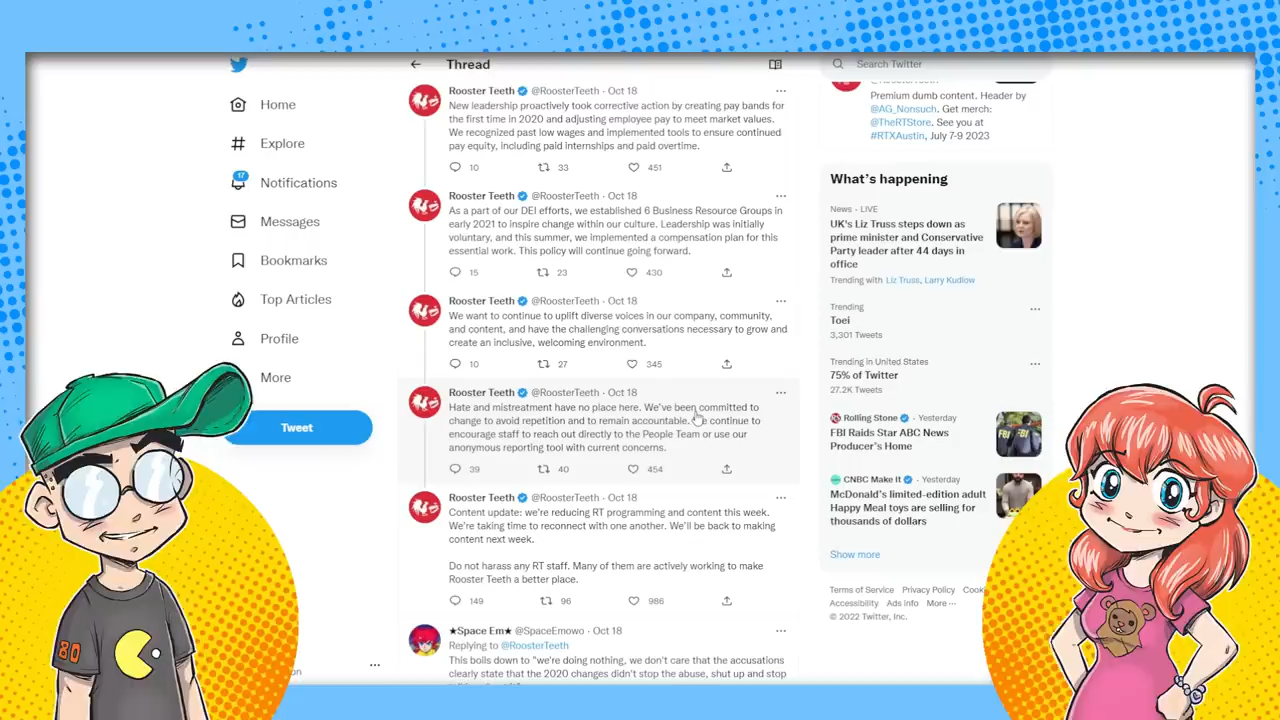 Home
Explore
17
Notifications
Messages
Bookmarks
Top Articles
Profile
More
Tweet
80
Thread
Rooster Teeth @RoosterTeeth · Oct 18
New leadership proactively took corrective action by creating pay bands for
the first time in 2020 and adjusting employee pay to meet market values.
We recognized past low wages and implemented tools to ensure continued
pay equity, including paid internships and paid overtime.
10 33 451
Rooster Teeth @RoosterTeeth · Oct 18
As a part of our DEI efforts, we established 6 Business Resource Groups in
early 2021 to inspire change within our culture. Leadership was initially
voluntary, and this summer, we implemented a compensation plan for this
essential work. This policy will continue going forward.
15 23 430
Rooster Teeth @RoosterTeeth · Oct 18
We want to continue to uplift diverse voices in our company, community,
and content, and have the challenging conversations necessary to grow and
create an inclusive, welcoming environment.
10 27 345
Rooster Teeth @RoosterTeeth · Oct 18
Hate and mistreatment have no place here. We've been committed to
change to avoid repetition and to remain accountable. continue to
encourage staff to reach out directly to the People Team or use our
anonymous reporting tool with current concerns.
39 40 454
Rooster Teeth @RoosterTeeth · Oct 18
Content update: we're reducing RT programming and content this week.
We're taking time to reconnect with one another. We'll be back to making
content next week.
Do not harass any RT staff. Many of them are actively working to make
Rooster Teeth a better place.
149 96 986
★Space Em★ @SpaceEmowo · Oct 18
Replying to @RoosterTeeth
This boils down to "we're doing nothing, we don't care that the accusations
clearly state that the 2020 changes didn't stop the abuse, shut up and stop
Search Twitter
Premium dumb content. Header by
@AG_Nonsuch. Get merch:
@TheRTStore. See you at
#RTXAustin, July 7-9 2023
What's happening
News · LIVE
UK's Liz Truss steps down as
prime minister and Conservative
Party leader after 44 days in
office
Trending with Liz Truss, Larry Kudlow
Trending
Toei
3,301 Tweets
Trending in United States
75% of Twitter
27.2K Tweets
Rolling Stone · Yesterday
FBI Raids Star ABC News
Producer's Home
FBI
CNBC Make It · Yesterday
McDonald's limited-edition adult
Happy Meal toys are selling for
thousands of dollars
Show more
Terms of Service Privacy Policy Cook
Accessibility Ads info More ···
© 2022 Twitter, Inc.